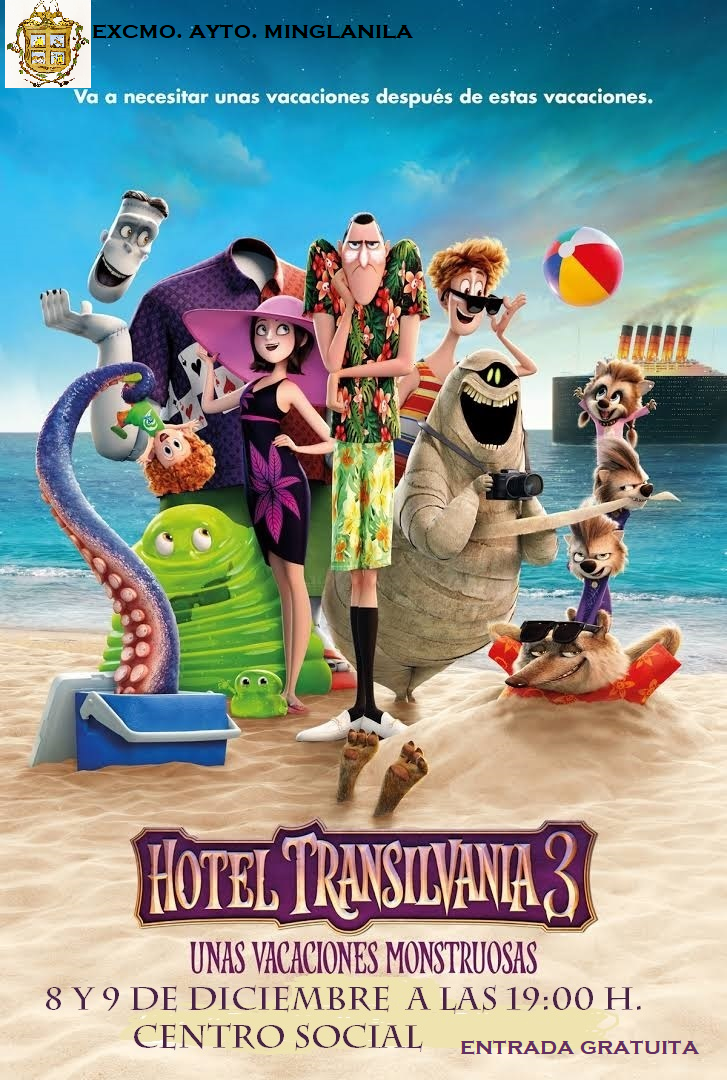 EXCMO. AYTO. MINGLANILLA
Va a necesitar unas vacaciones después de estas vacaciones.
HOTEL TRANSILVANIA 3
UNAS VACACIONES MONSTRUOSAS
8 Y 9 DE DICIEMBRE A LAS 19:00 H.
CENTRO SOCIAL
ENTRADA GRATUITA